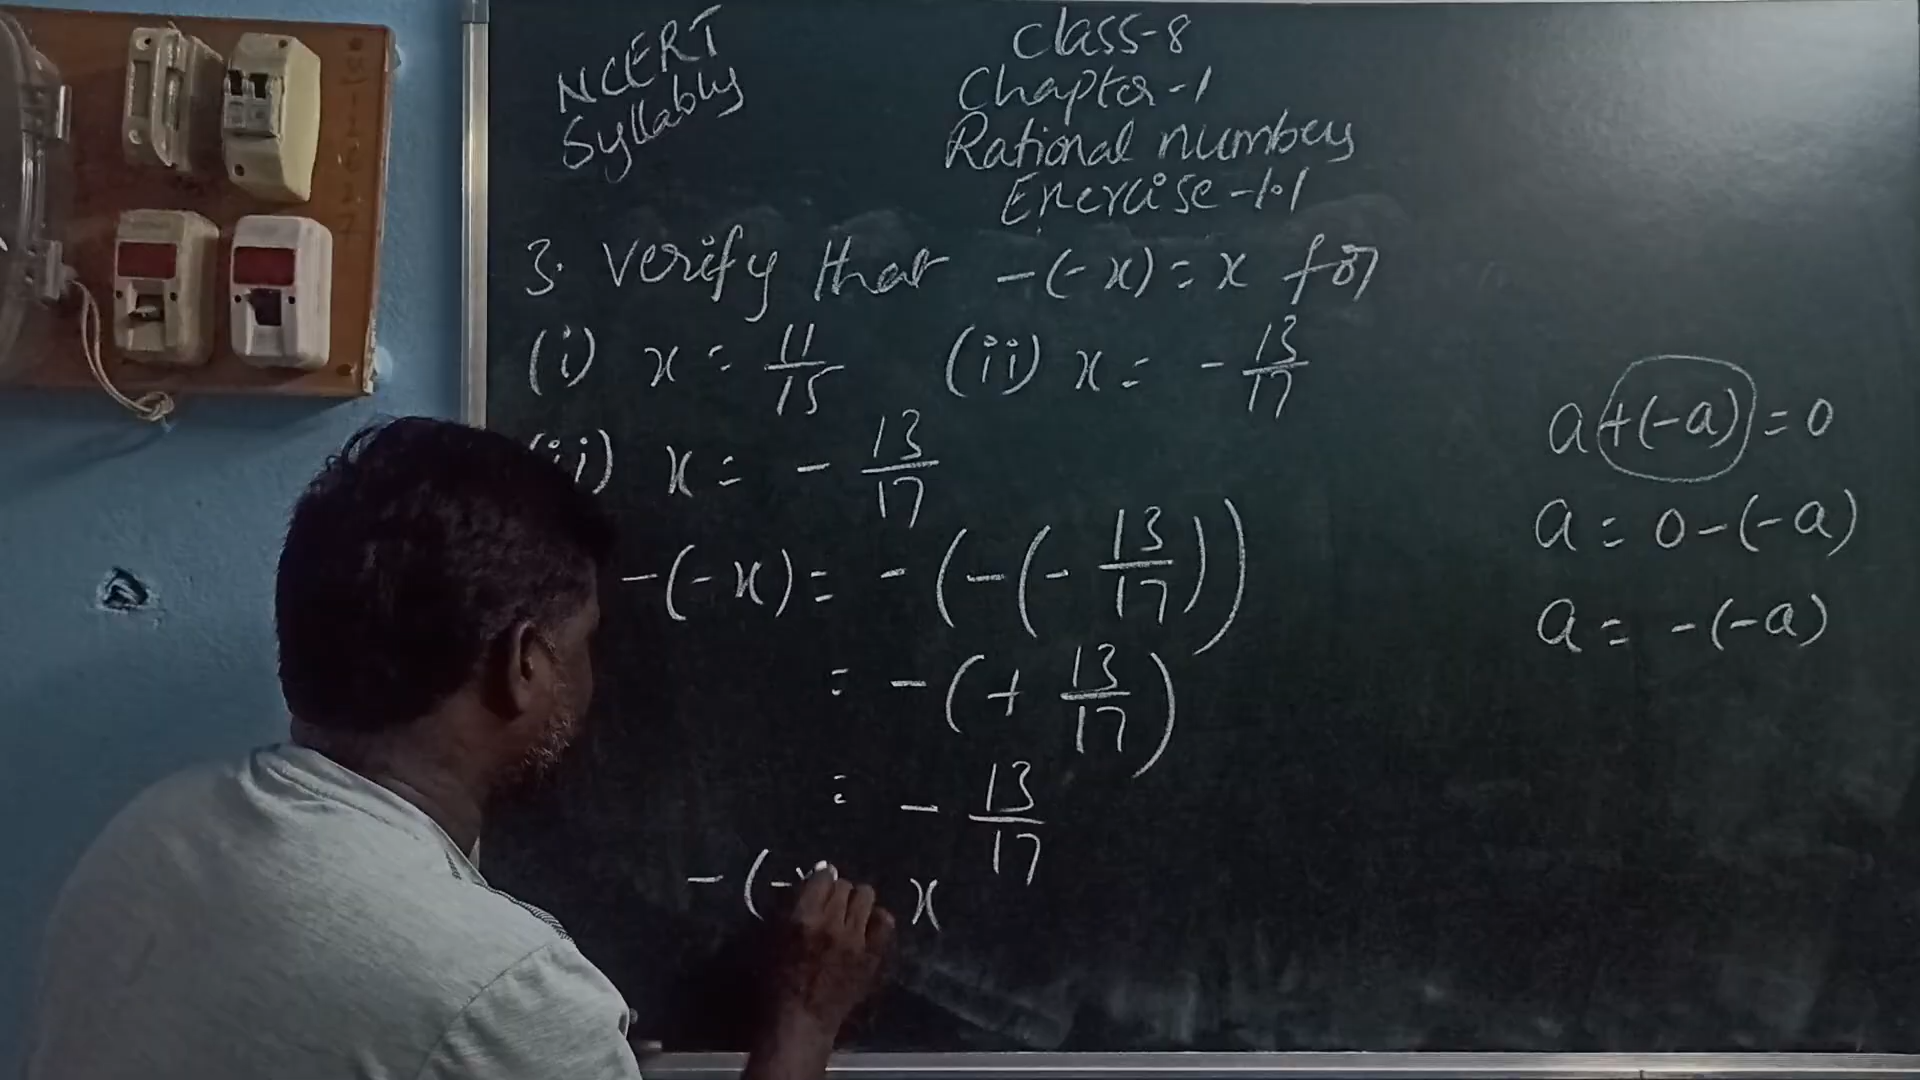 NCERT
Syllabus
Class-8
Chapter-1
Rational numbers
Exercise-1.1
3. Verify that -(-x) = x for
(i) x = 11/15 (ii) x = - 13/17
(ii) x = - 13/17
-(-x) = -(-(-13/17))
= -(+ 13/17)
= - 13/17
-(- x
a+(-a) = 0
a = 0-(-a)
a = -(-a)